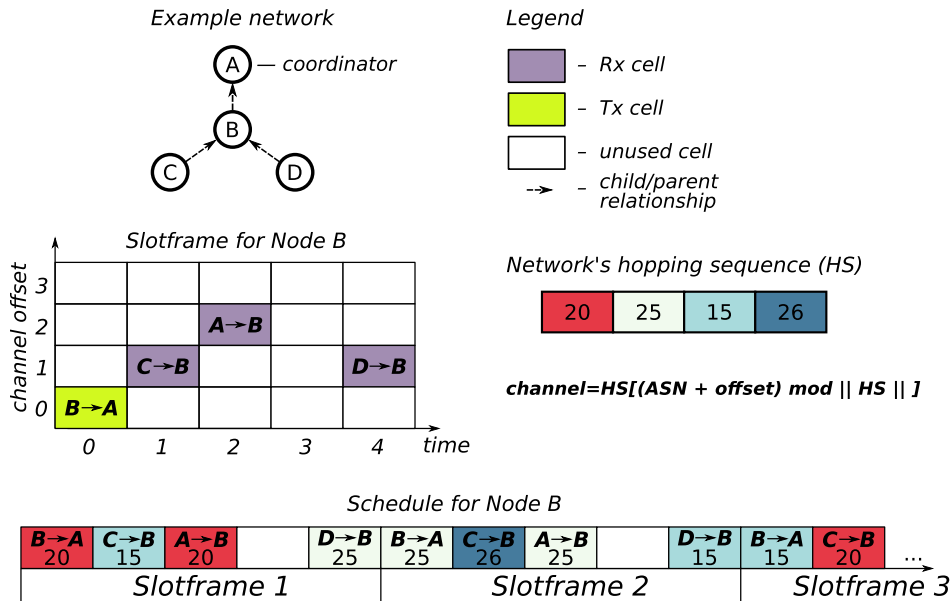 Example network
A — coordinator
B
C D
Legend
– Rx cell
– Tx cell
– unused cell
– child/parent
relationship
Slotframe for Node B
channel offset
3
2 A→B
1 C→B D→B
0 B→A
0 1 2 3 4 time
Network's hopping sequence (HS)
20 25 15 26
channel=HS[(ASN + offset) mod || HS || ]
Schedule for Node B
B→A C→B A→B D→B B→A C→B A→B D→B B→A C→B
20 15 20 25 25 26 25 15 15 20 ...
Slotframe 1 Slotframe 2 Slotframe 3